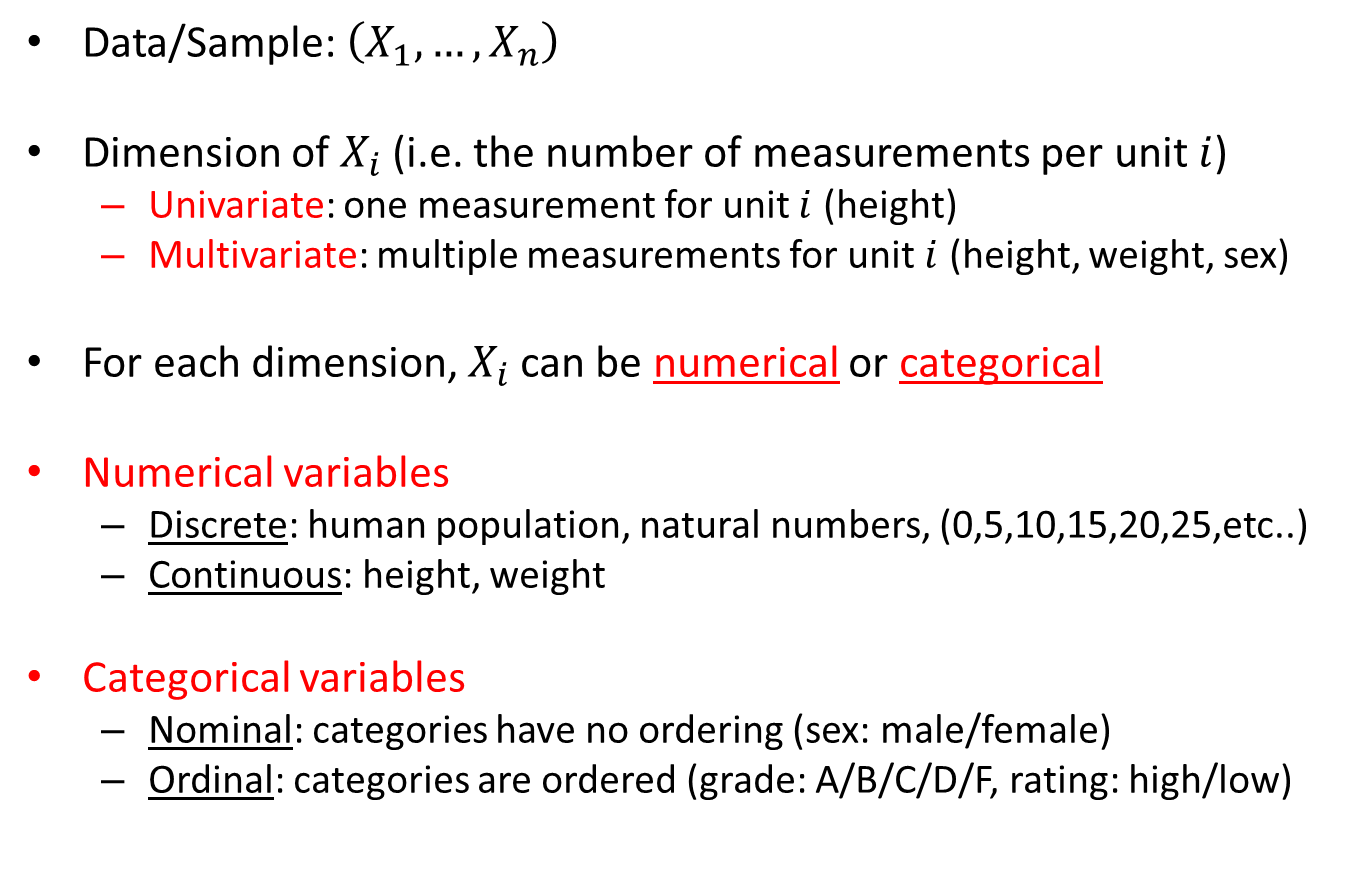 • Data/Sample: (X₁, … , Xₙ)
• Dimension of Xᵢ (i.e. the number of measurements per unit i)
– Univariate: one measurement for unit i (height)
– Multivariate: multiple measurements for unit i (height, weight, sex)
• For each dimension, Xᵢ can be numerical or categorical
• Numerical variables
– Discrete: human population, natural numbers, (0,5,10,15,20,25,etc..)
– Continuous: height, weight
• Categorical variables
– Nominal: categories have no ordering (sex: male/female)
– Ordinal: categories are ordered (grade: A/B/C/D/F, rating: high/low)